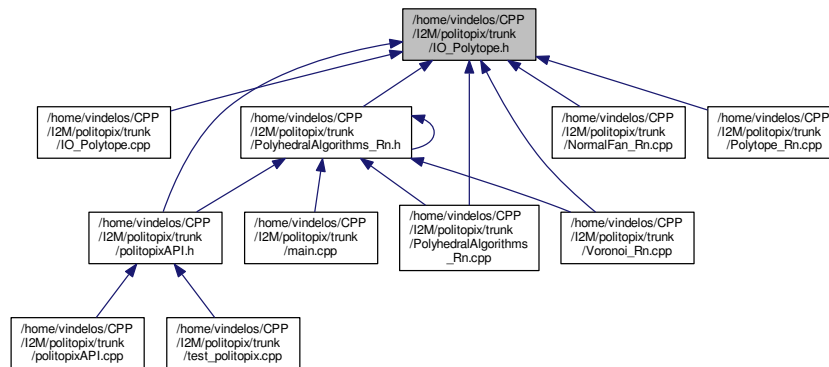 /home/vindelos/CPP
/I2M/politopix/trunk
/IO_Polytope.h
/home/vindelos/CPP
/I2M/politopix/trunk
/IO_Polytope.cpp
/home/vindelos/CPP
/I2M/politopix/trunk
/PolyhedralAlgorithms_Rn.h
/home/vindelos/CPP
/I2M/politopix/trunk
/NormalFan_Rn.cpp
/home/vindelos/CPP
/I2M/politopix/trunk
/Polytope_Rn.cpp
/home/vindelos/CPP
/I2M/politopix/trunk
/politopixAPI.h
/home/vindelos/CPP
/I2M/politopix/trunk
/main.cpp
/home/vindelos/CPP
/I2M/politopix/trunk
/PolyhedralAlgorithms
_Rn.cpp
/home/vindelos/CPP
/I2M/politopix/trunk
/Voronoi_Rn.cpp
/home/vindelos/CPP
/I2M/politopix/trunk
/politopixAPI.cpp
/home/vindelos/CPP
/I2M/politopix/trunk
/test_politopix.cpp